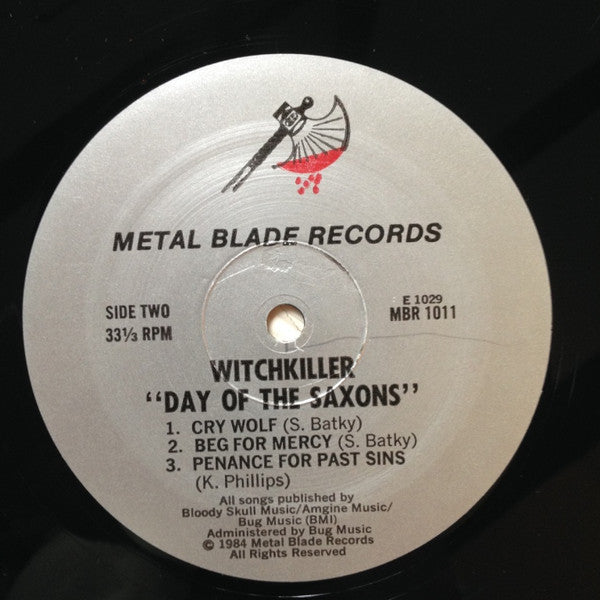 METAL BLADE RECORDS
SIDE TWO
33⅓ RPM
E 1029
MBR 1011
WITCHKILLER
"DAY OF THE SAXONS"
1. CRY WOLF (S. Batky)
2. BEG FOR MERCY (S. Batky)
3. PENANCE FOR PAST SINS
(K. Phillips)
All songs published by
Bloody Skull Music/Amgine Music/
Bug Music (BMI)
Administered by Bug Music
© 1984 Metal Blade Records
All Rights Reserved